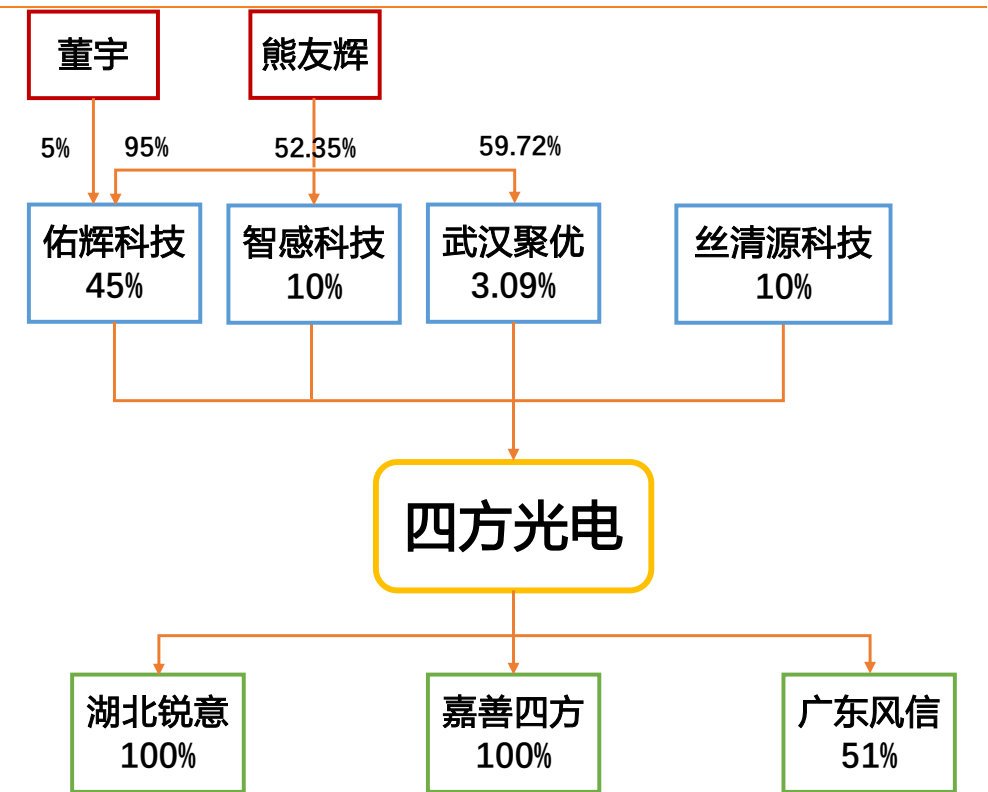 董宇
熊友辉
5%
95%
52.35%
59.72%
佑辉科技
45%
智感科技
10%
武汉聚优
3.09%
丝清源科技
10%
四方光电
湖北锐意
100%
嘉善四方
100%
广东风信
51%